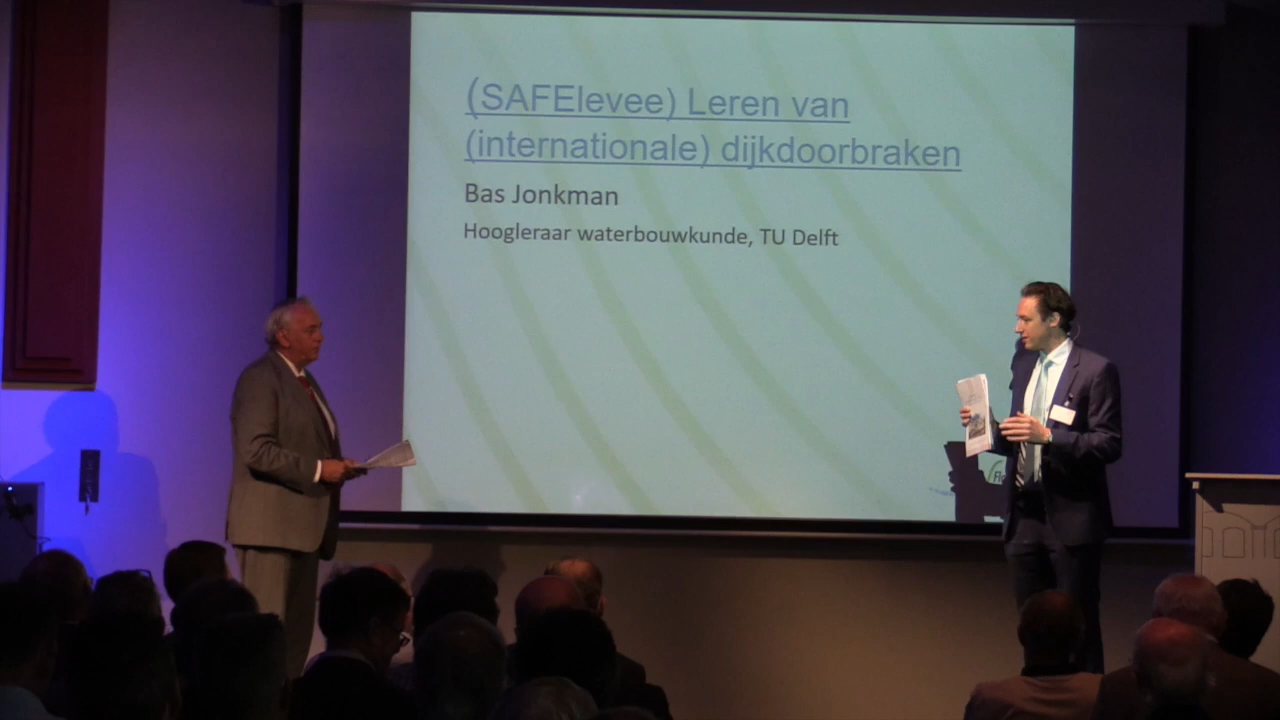 (SAFElevee) Leren van
(internationale) dijkdoorbraken
Bas Jonkman
Hoogleraar waterbouwkunde, TU Delft